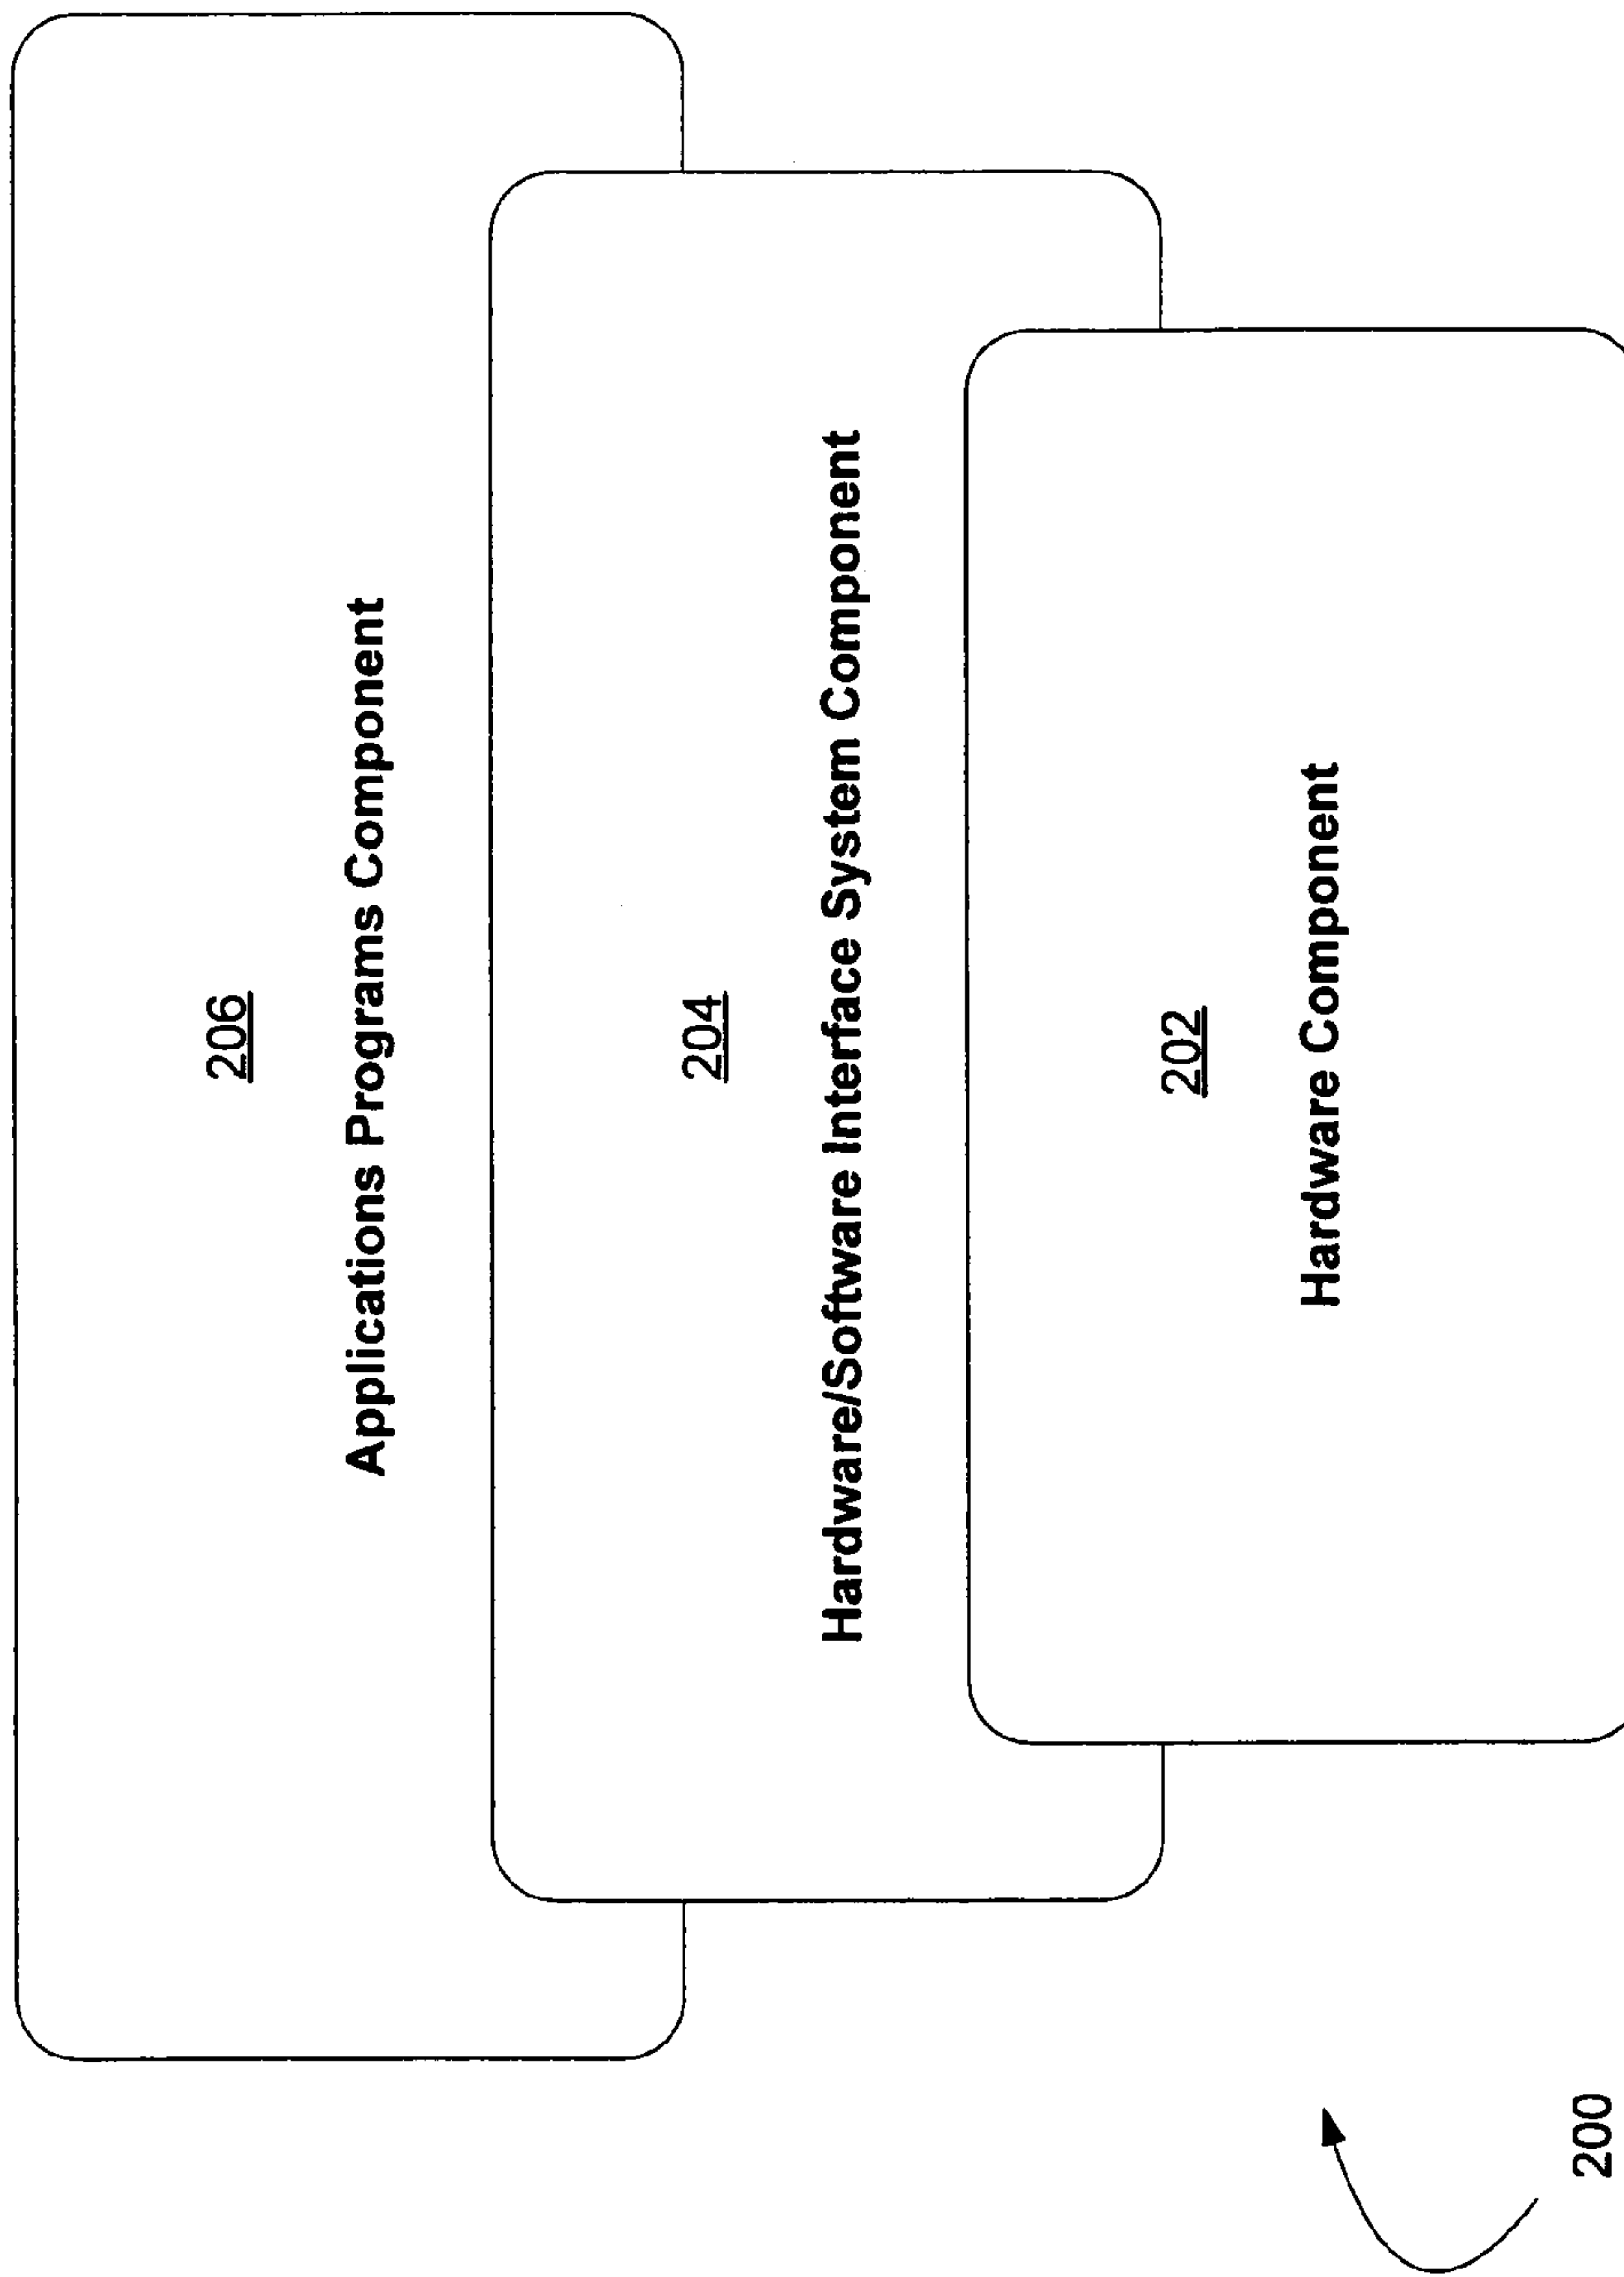 206
Applications Programs Component
204
Hardware/Software Interface System Component
202
Hardware Component
200